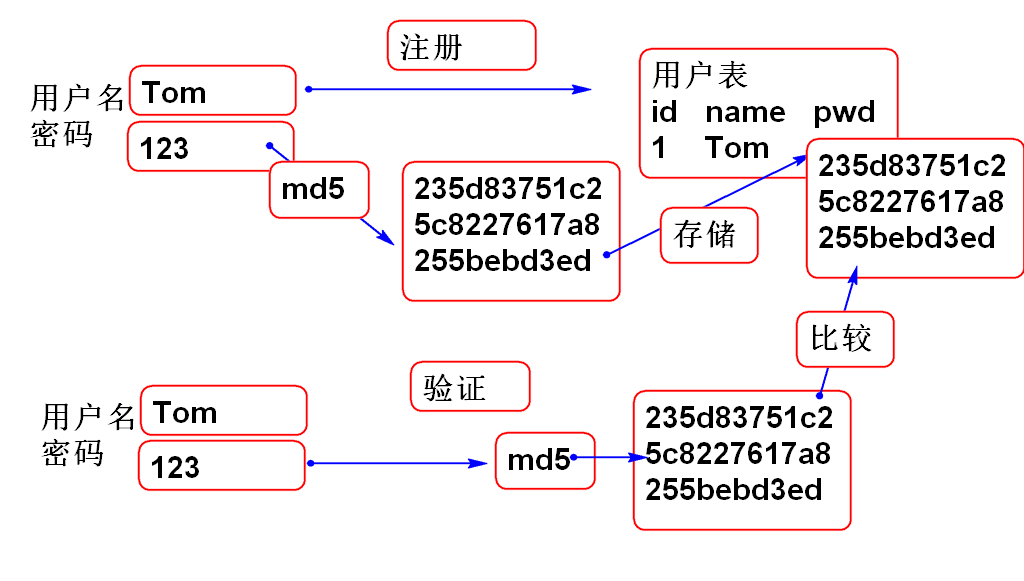 注册
用户名 Tom
密码 123
md5
235d83751c2
5c8227617a8
255bebd3ed
存储
用户表
id name pwd
1 Tom
235d83751c2
5c8227617a8
255bebd3ed
比较
验证
用户名 Tom
密码 123
md5
235d83751c2
5c8227617a8
255bebd3ed